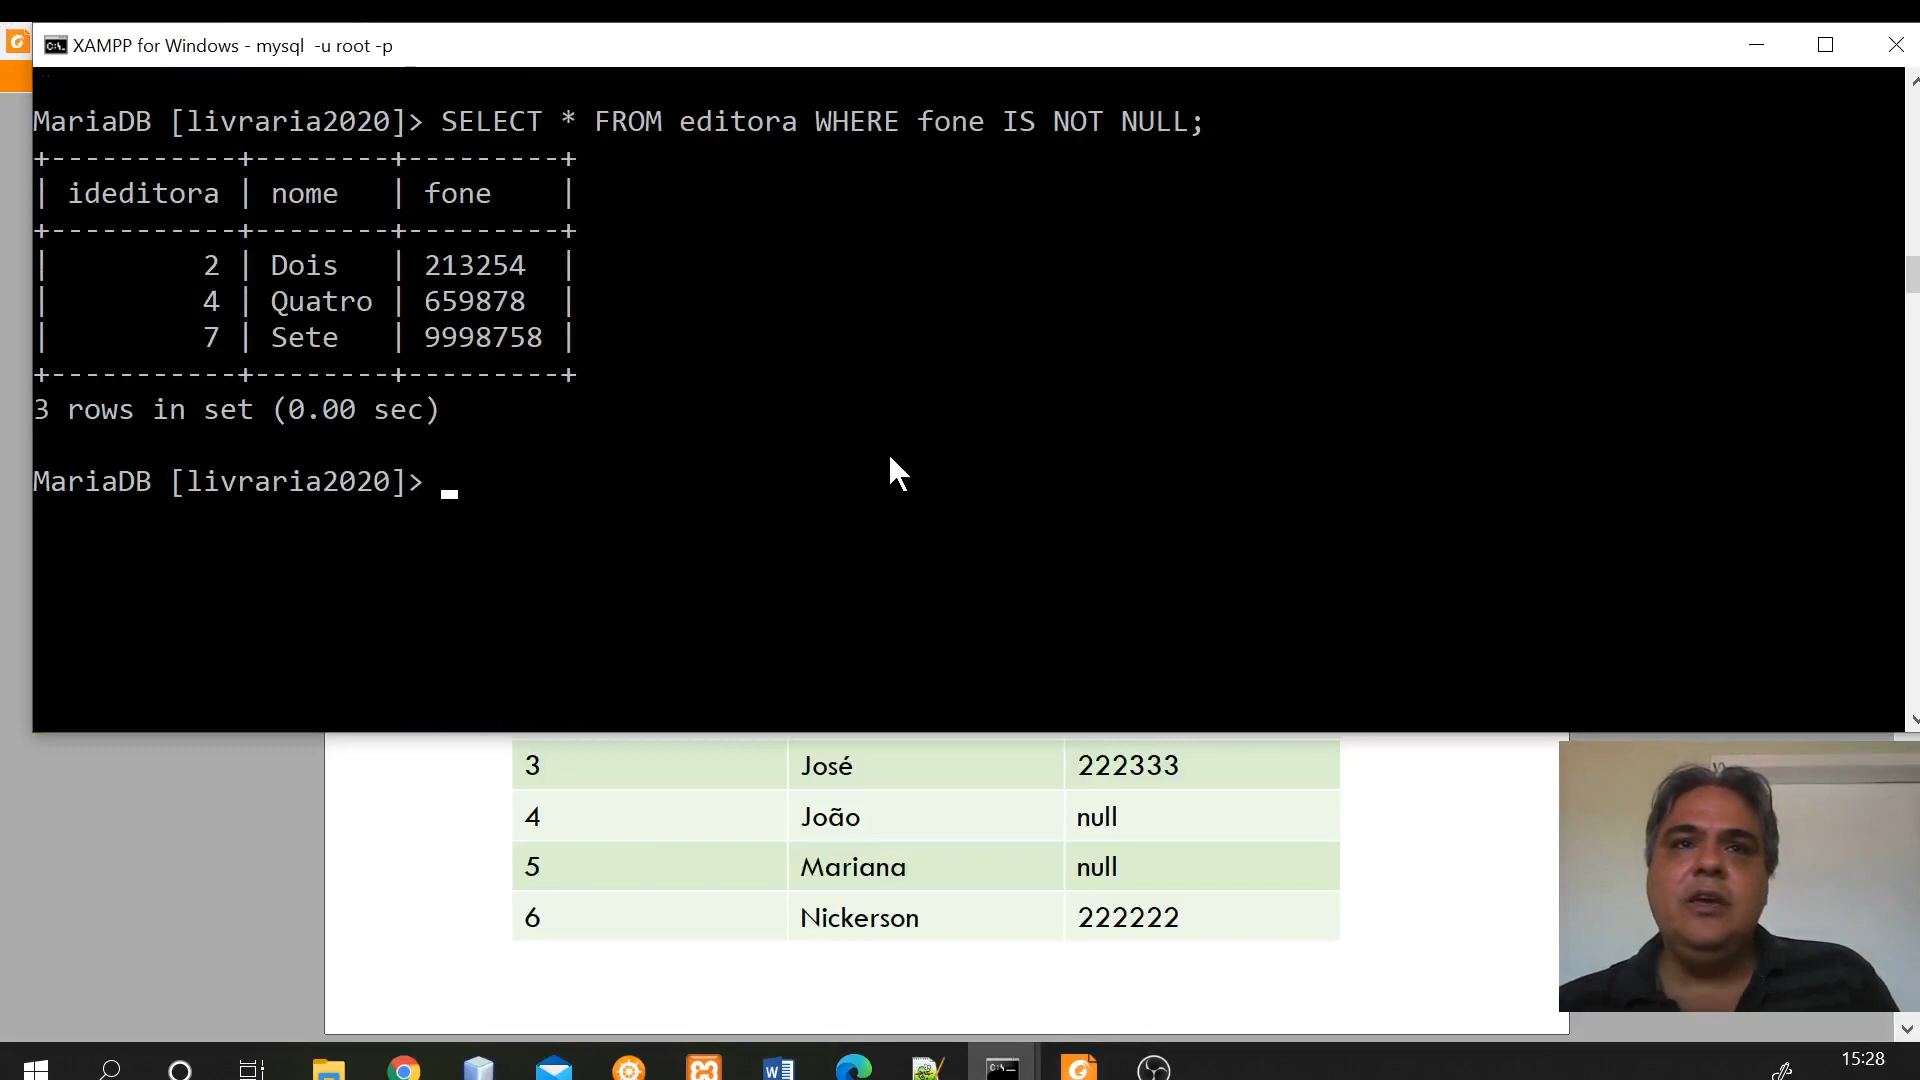 XAMPP for Windows - mysql  -u root -p
MariaDB [livraria2020]> SELECT * FROM editora WHERE fone IS NOT NULL;
+-----------+--------+---------+
| ideditora | nome   | fone    |
+-----------+--------+---------+
|         2 | Dois   | 213254  |
|         4 | Quatro | 659878  |
|         7 | Sete   | 9998758 |
+-----------+--------+---------+
3 rows in set (0.00 sec)
MariaDB [livraria2020]>
3 José 222333
4 João null
5 Mariana null
6 Nickerson 222222
15:28